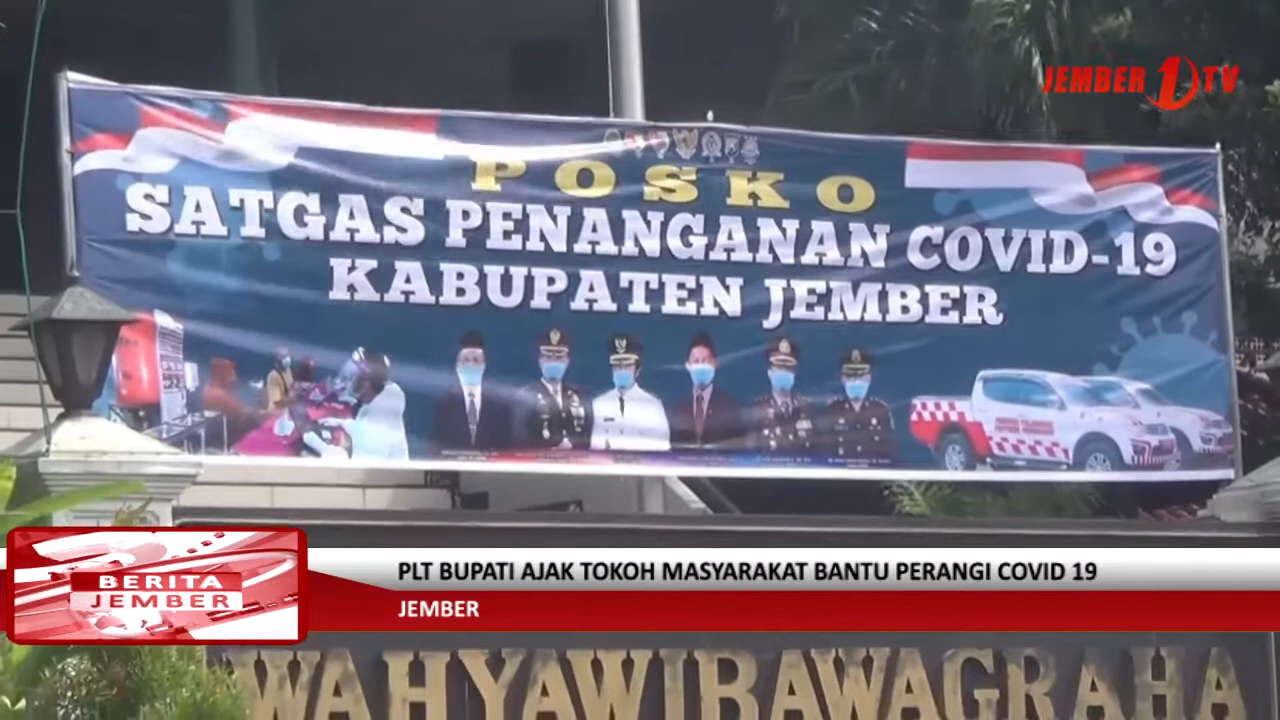 JEMBER 1 TV
POSKO
SATGAS PENANGANAN COVID-19
KABUPATEN JEMBER
BERITA
JEMBER
PLT BUPATI AJAK TOKOH MASYARAKAT BANTU PERANGI COVID 19
JEMBER
WAHYAWIBAWAGRAHA